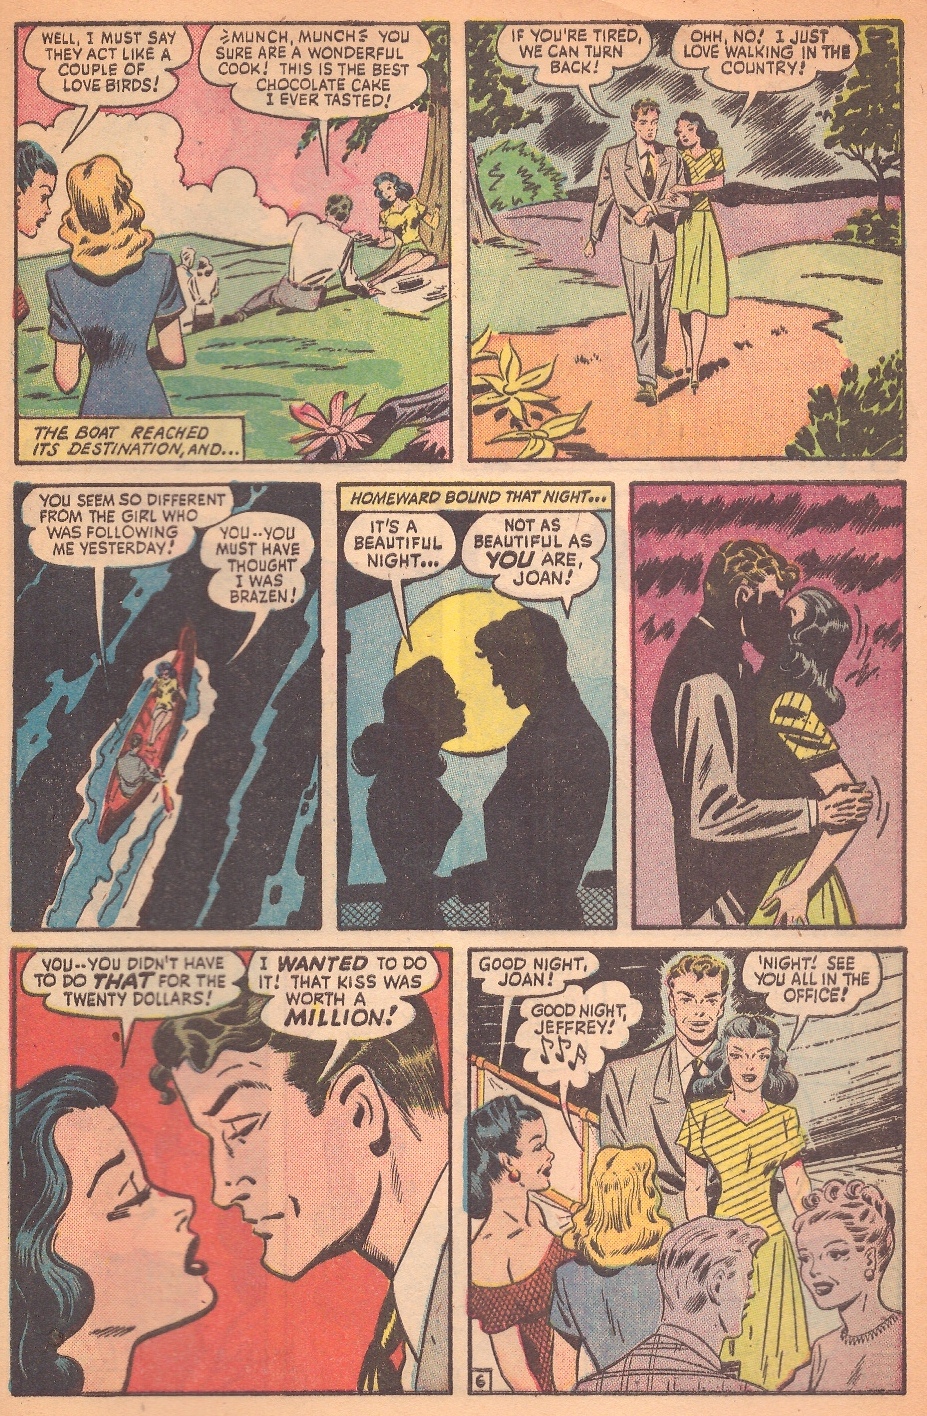 WELL, I MUST SAY
THEY ACT LIKE A
COUPLE OF
LOVE BIRDS!
MUNCH, MUNCH YOU
SURE ARE A WONDERFUL
COOK! THIS IS THE BEST
CHOCOLATE CAKE
I EVER TASTED!
THE BOAT REACHED
ITS DESTINATION, AND...
IF YOU'RE TIRED,
WE CAN TURN
BACK!
OHH, NO! I JUST
LOVE WALKING IN THE
COUNTRY!
YOU SEEM SO DIFFERENT
FROM THE GIRL WHO
WAS FOLLOWING
ME YESTERDAY!
YOU--YOU
MUST HAVE
THOUGHT
I WAS
BRAZEN!
HOMEWARD BOUND THAT NIGHT...
IT'S A
BEAUTIFUL
NIGHT...
NOT AS
BEAUTIFUL AS
YOU ARE,
JOAN!
YOU--YOU DIDN'T HAVE
TO DO THAT FOR THE
TWENTY DOLLARS!
I WANTED TO DO
IT! THAT KISS WAS
WORTH A
MILLION!
GOOD NIGHT,
JOAN!
GOOD NIGHT,
JEFFREY!
'NIGHT! SEE
YOU ALL IN THE
OFFICE!
6